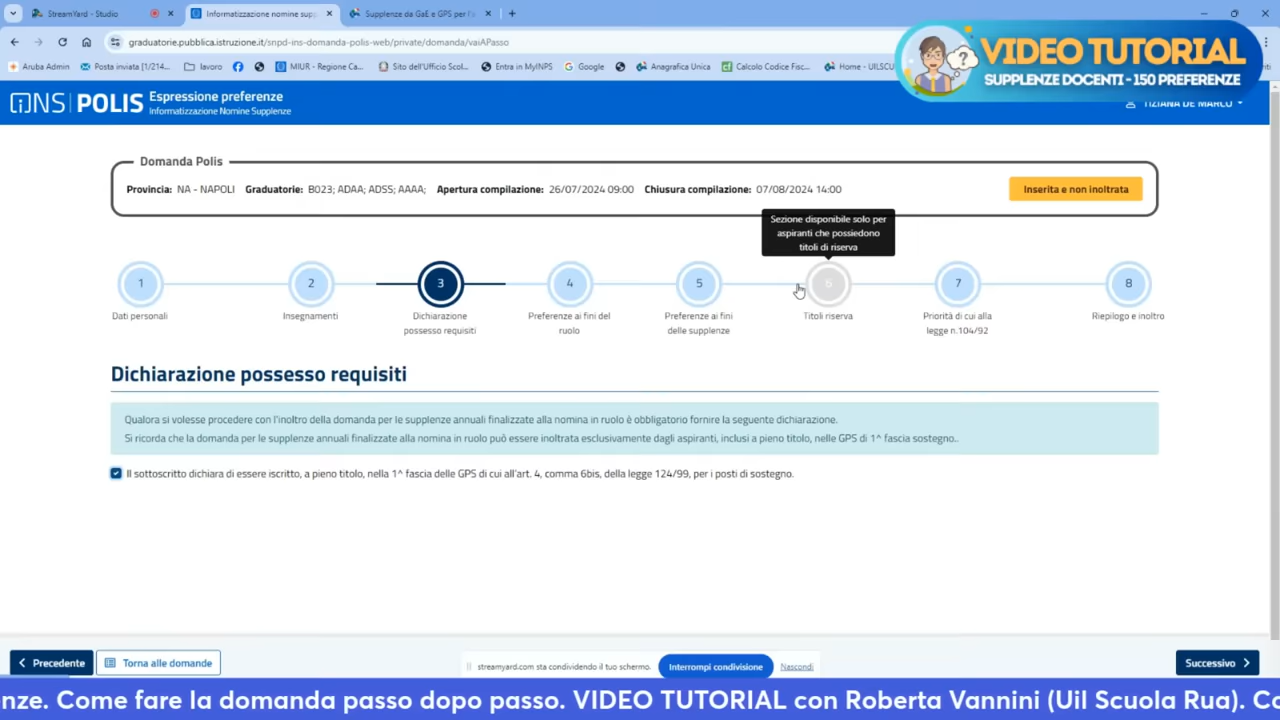 StreamYard - Studio
Informatizzazione nomine sup
Supplenze da GaE e GPS per l'
graduatorie.pubblica.istruzione.it/snpd-ins-domanda-polis-web/private/domanda/vaiAPasso
Aruba Admin
Posta inviata [1/214...
lavoro
MIUR - Regione Ca...
Sito dell'Ufficio Scol...
Entra in MyINPS
Google
Anagrafica Unica
Calcolo Codice Fisc...
Home - UILSCU
VIDEO TUTORIAL
SUPPLENZE DOCENTI - 150 PREFERENZE
iNS | POLIS
Espressione preferenze
Informatizzazione Nomine Supplenze
TIZIANA DE MARCO
Domanda Polis
Provincia: NA - NAPOLI Graduatorie: B023; ADAA; ADSS; AAAA; Apertura compilazione: 26/07/2024 09:00 Chiusura compilazione: 07/08/2024 14:00
Inserita e non inoltrata
Sezione disponibile solo per
aspiranti che possiedono
titoli di riserva
1
2
3
4
5
6
7
8
Dati personali
Insegnamenti
Dichiarazione
possesso requisiti
Preferenze ai fini del
ruolo
Preferenze ai fini
delle supplenze
Titoli riserva
Priorità di cui alla
legge n.104/92
Riepilogo e inoltro
Dichiarazione possesso requisiti
Qualora si volesse procedere con l'inoltro della domanda per le supplenze annuali finalizzate alla nomina in ruolo è obbligatorio fornire la seguente dichiarazione.
Si ricorda che la domanda per le supplenze annuali finalizzate alla nomina in ruolo può essere inoltrata esclusivamente dagli aspiranti, inclusi a pieno titolo, nelle GPS di 1^ fascia sostegno..
Il sottoscritto dichiara di essere iscritto, a pieno titolo, nella 1^ fascia delle GPS di cui all'art. 4, comma 6bis, della legge 124/99, per i posti di sostegno.
Precedente
Torna alle domande
streamyard.com sta condividendo il tuo schermo.
Interrompi condivisione
Nascondi
Successivo
nze. Come fare la domanda passo dopo passo. VIDEO TUTORIAL con Roberta Vannini (Uil Scuola Rua). Co